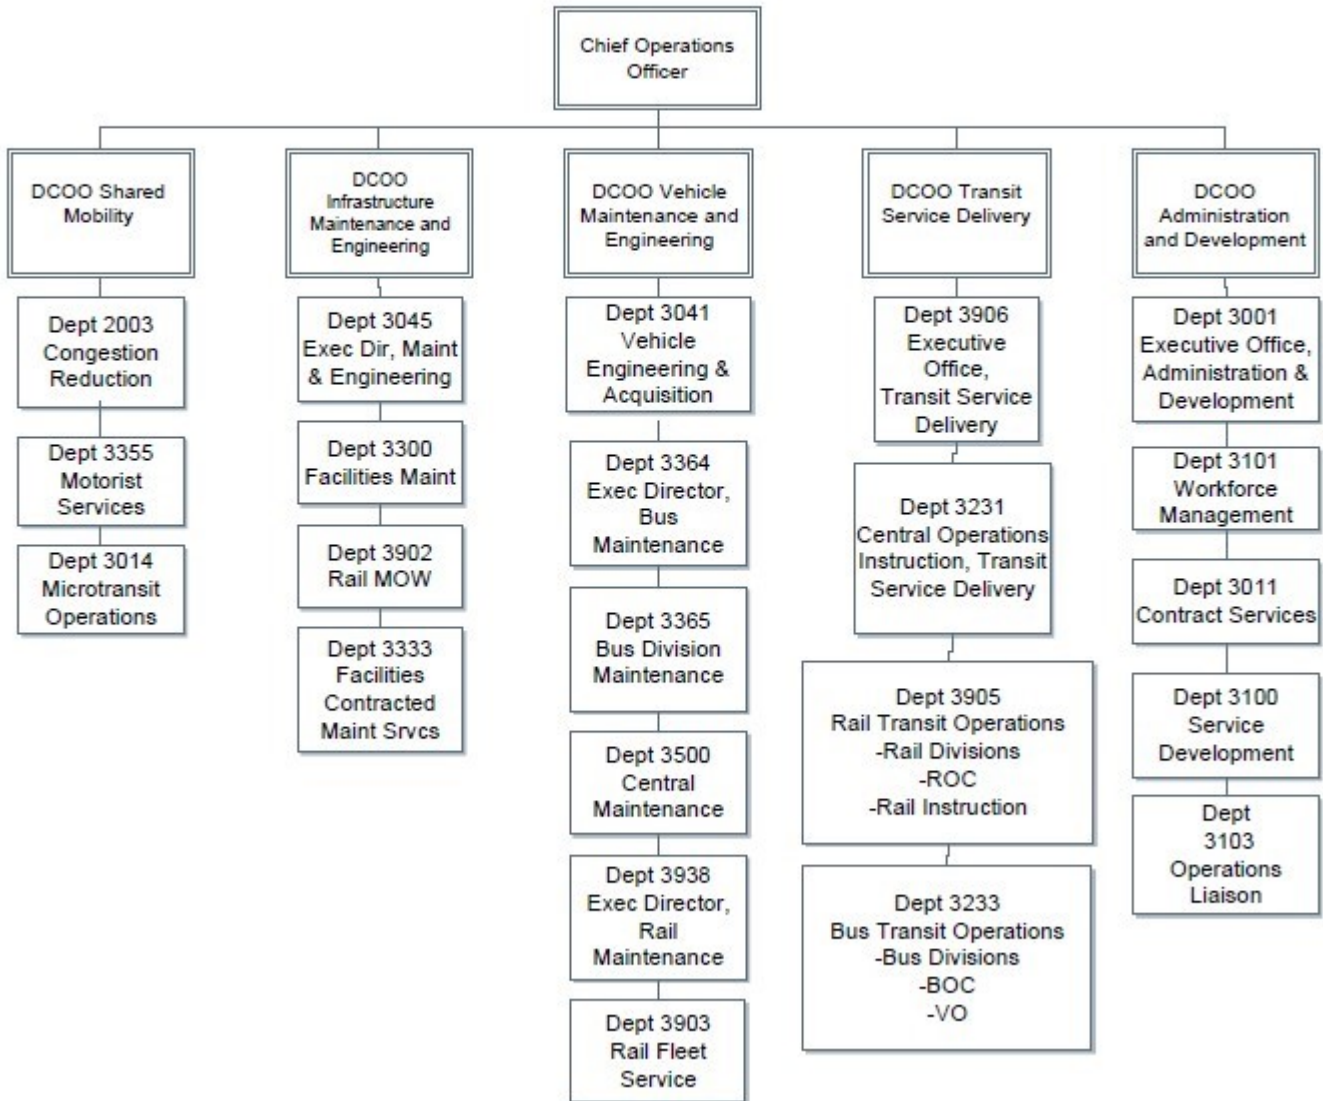 Chief Operations
Officer
DCOO Shared
Mobility
Dept 2003
Congestion
Reduction
Dept 3355
Motorist
Services
Dept 3014
Microtransit
Operations
DCOO
Infrastructure
Maintenance and
Engineering
Dept 3045
Exec Dir, Maint
& Engineering
Dept 3300
Facilities Maint
Dept 3902
Rail MOW
Dept 3333
Facilities
Contracted
Maint Srvcs
DCOO Vehicle
Maintenance and
Engineering
Dept 3041
Vehicle
Engineering &
Acquisition
Dept 3364
Exec Director,
Bus
Maintenance
Dept 3365
Bus Division
Maintenance
Dept 3500
Central
Maintenance
Dept 3938
Exec Director,
Rail
Maintenance
Dept 3903
Rail Fleet
Service
DCOO Transit
Service Delivery
Dept 3906
Executive
Office,
Transit Service
Delivery
Dept 3231
Central Operations
Instruction, Transit
Service Delivery
Dept 3905
Rail Transit Operations
-Rail Divisions
-ROC
-Rail Instruction
Dept 3233
Bus Transit Operations
-Bus Divisions
-BOC
-VO
DCOO
Administration
and Development
Dept 3001
Executive Office,
Administration &
Development
Dept 3101
Workforce
Management
Dept 3011
Contract Services
Dept 3100
Service
Development
Dept
3103
Operations
Liaison